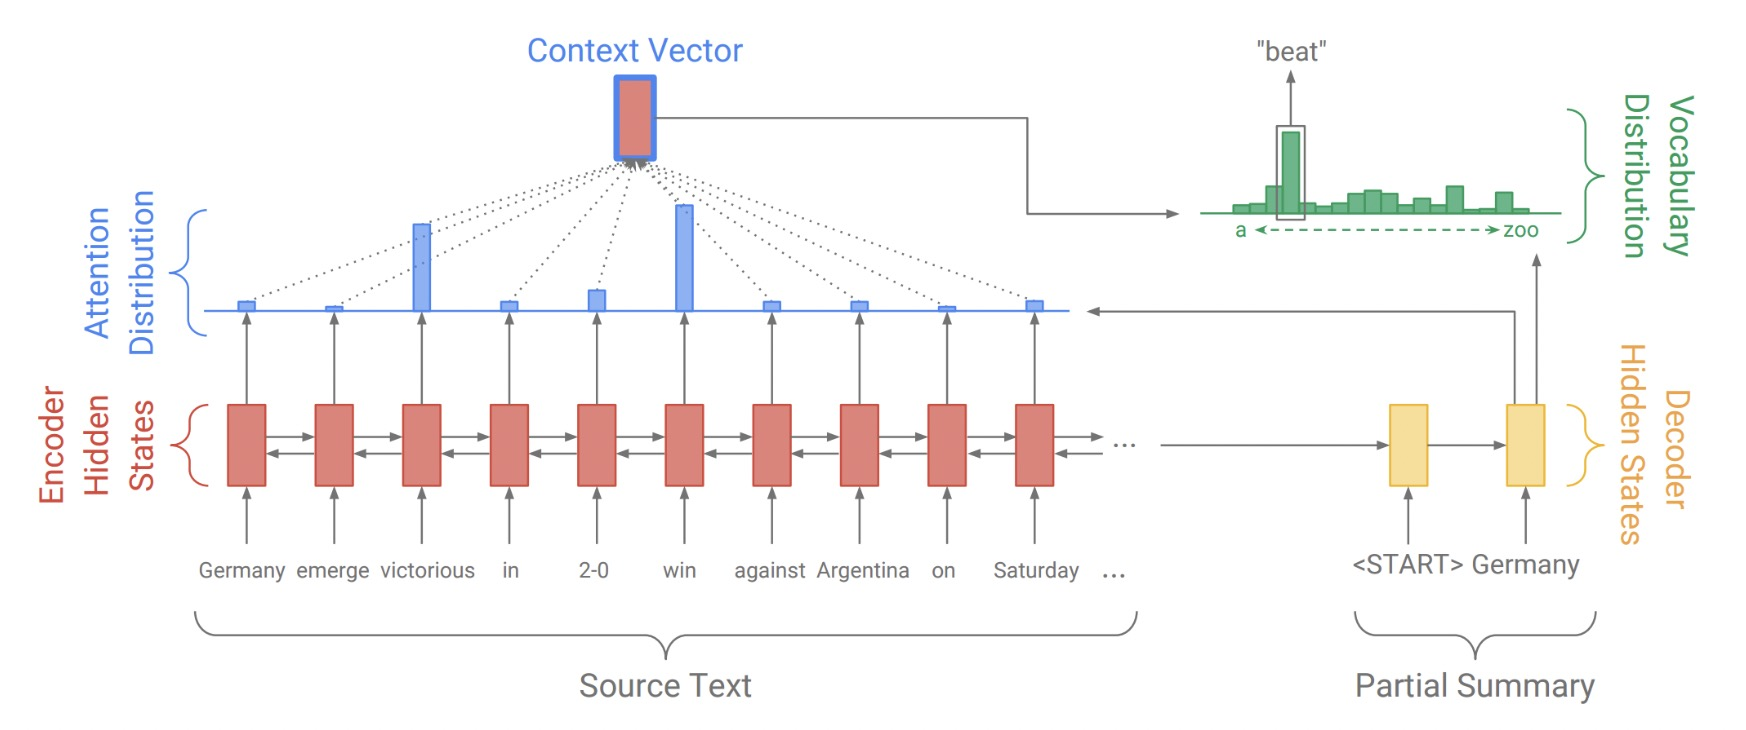 Context Vector
"beat"
a
zoo
Vocabulary
Distribution
Attention
Distribution
Encoder
Hidden
States
...
Decoder
Hidden States
Germany emerge victorious in 2-0 win against Argentina on Saturday ...
<START> Germany
Source Text
Partial Summary